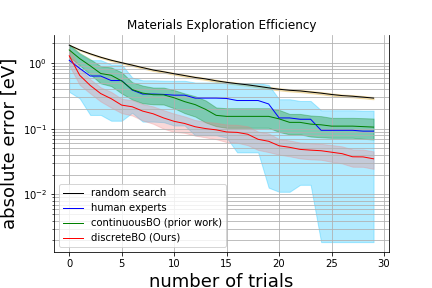 Materials Exploration Efficiency
absolute error [eV]
10⁰
10⁻¹
10⁻²
random search
human experts
continuousBO (prior work)
discreteBO (Ours)
0 5 10 15 20 25 30
number of trials